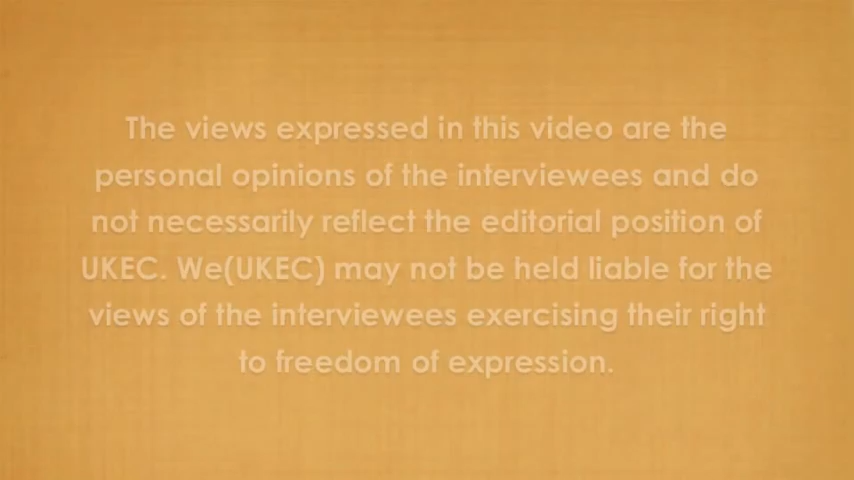 The views expressed in this video are the
personal opinions of the interviewees and do
not necessarily reflect the editorial position of
UKEC. We(UKEC) may not be held liable for the
views of the interviewees exercising their right
to freedom of expression.